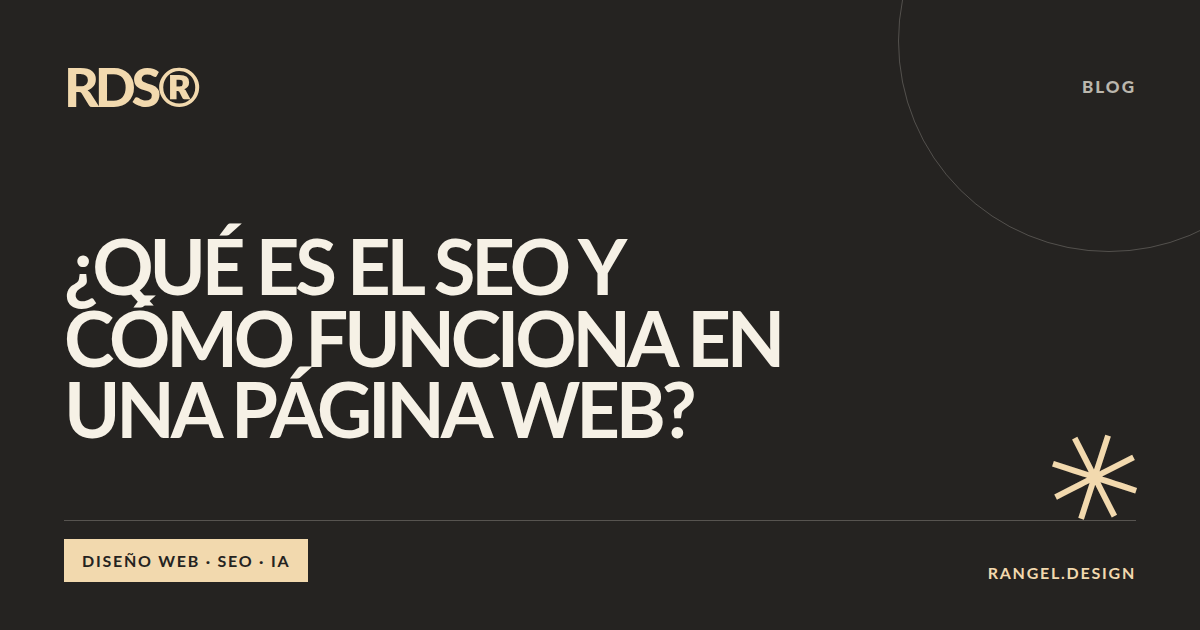 RDS®
BLOG
¿QUÉ ES EL SEO Y
CÓMO FUNCIONA EN
UNA PÁGINA WEB?
DISEÑO WEB · SEO · IA
RANGEL.DESIGN